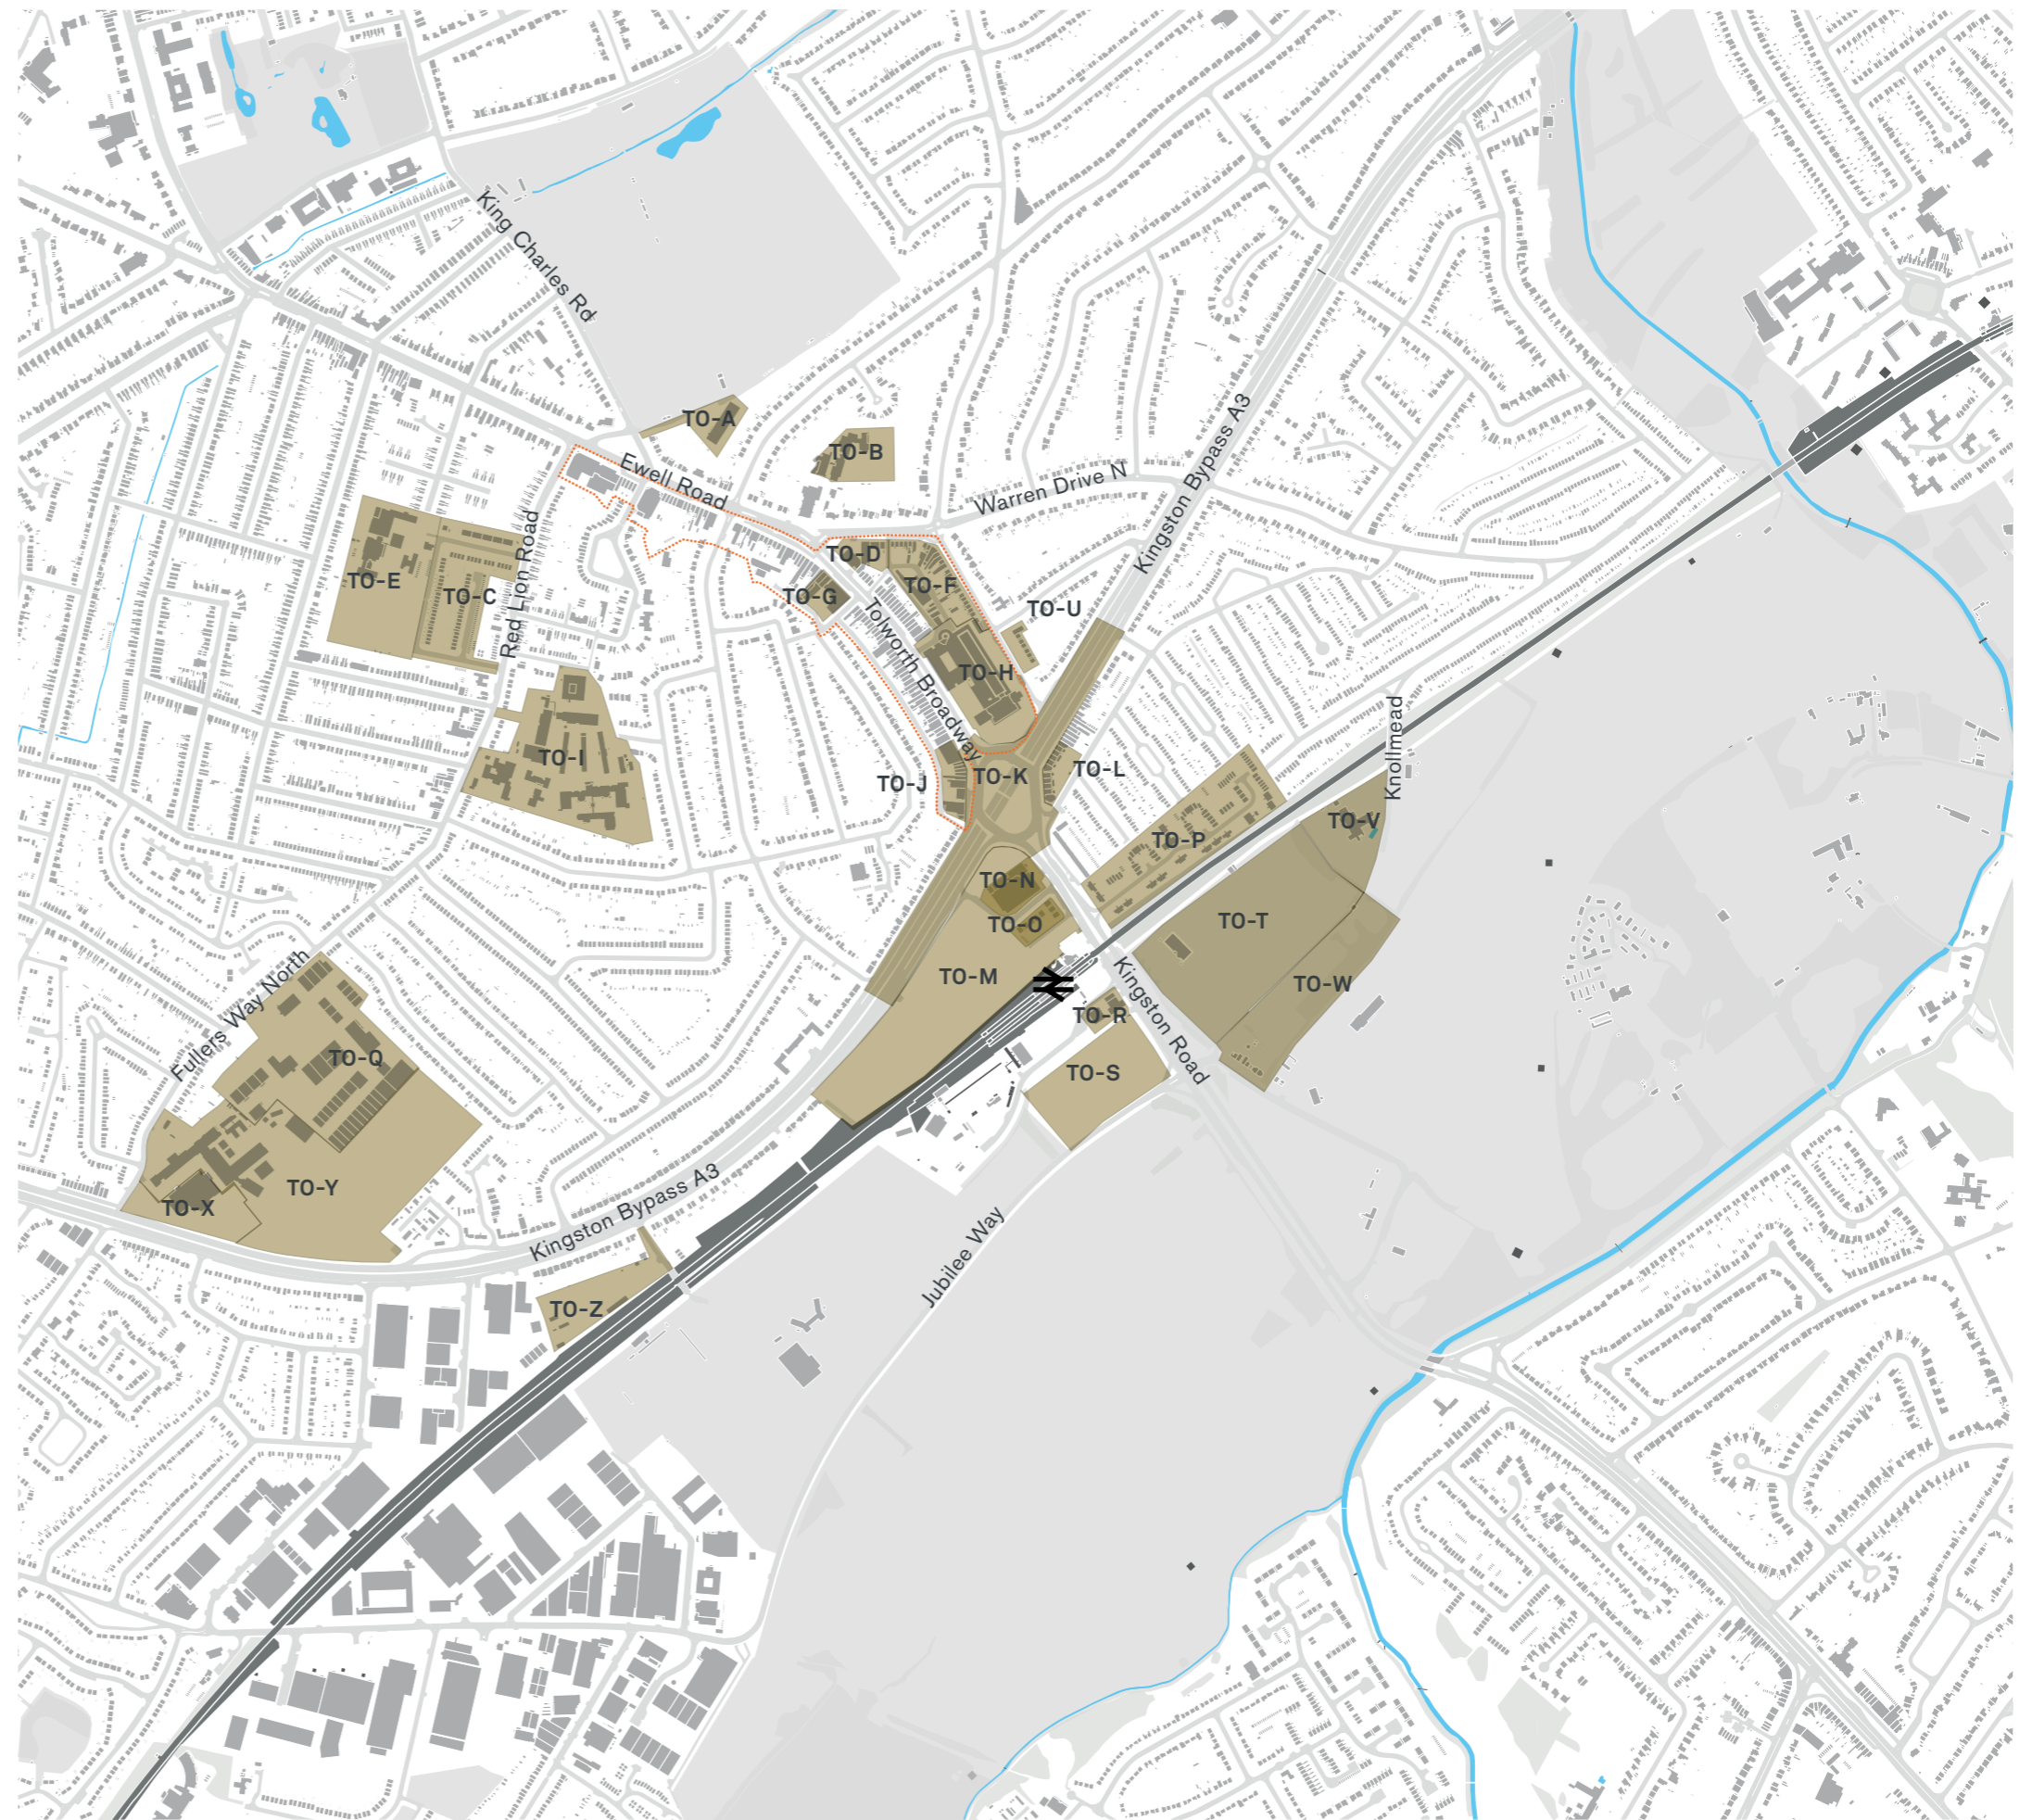 King Charles Rd
TO-A
TO-B
Ewell Road
Warren Drive N
Kingston Bypass A3
TO-D
TO-E
TO-C
Red Lion Road
TO-G
TO-F
TO-U
Tolworth Broadway
TO-H
TO-I
TO-J
TO-K
TO-L
Knollmead
TO-V
TO-P
TO-N
TO-O
TO-T
TO-M
TO-W
Fullers Way North
TO-R
Kingston Road
TO-Q
TO-S
TO-Y
TO-X
Kingston Bypass A3
Jubilee Way
TO-Z